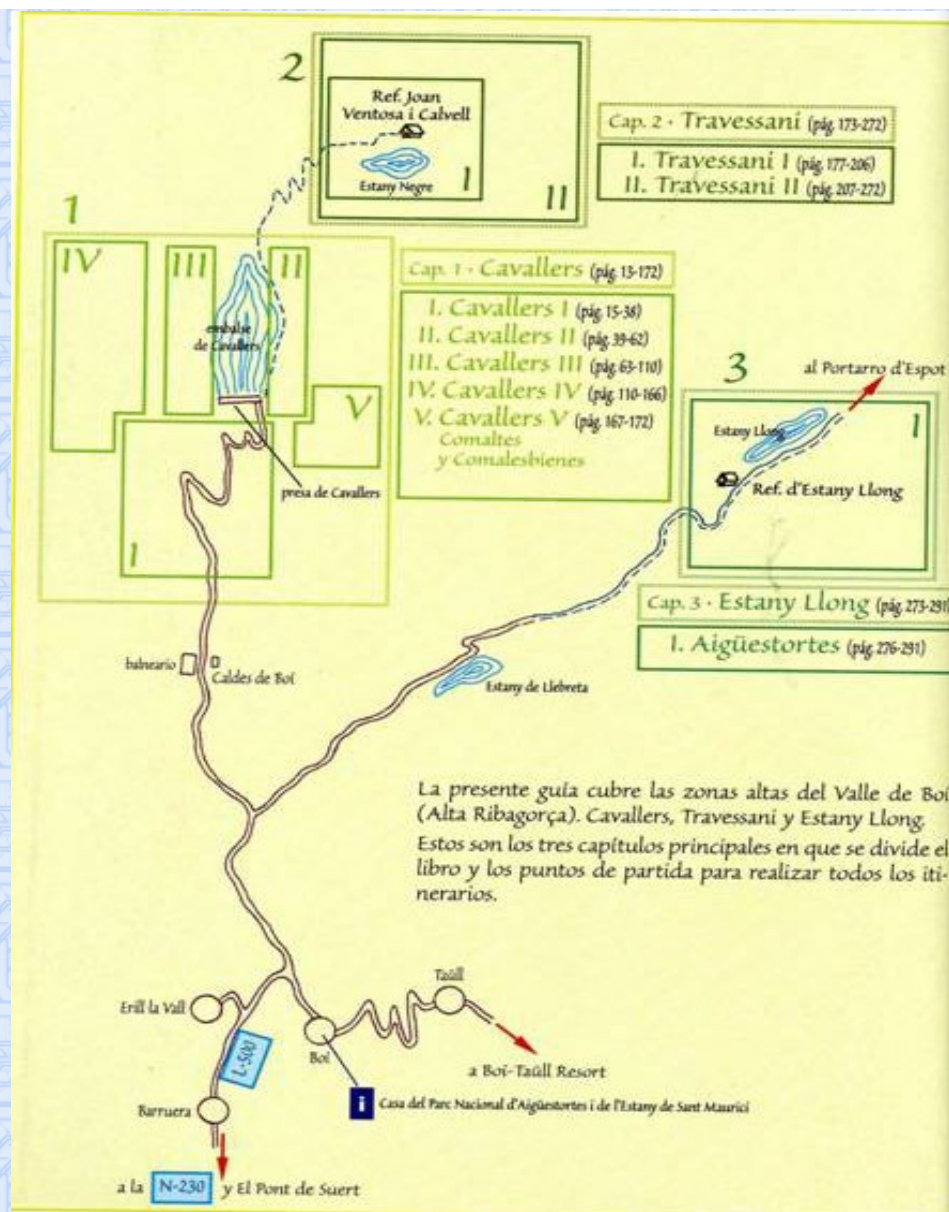 2
Ref. Joan
Ventosa i Calvell
Estany Negre
I
II
Cap. 2 · Travessani (pág. 173-272)
I. Travessani I (pág. 177-206)
II. Travessani II (pág. 207-272)
1
IV
III
II
embalse
de Cavallers
V
presa de Cavallers
I
Cap. 1 · Cavallers (pág. 13-172)
I. Cavallers I (pág. 15-38)
II. Cavallers II (pág. 39-62)
III. Cavallers III (pág. 63-110)
IV. Cavallers IV (pág. 110-166)
V. Cavallers V (pág. 167-172)
Comaltes
y Comalesbienes
3
al Portarro d'Espot
Estany Llong
I
Ref. d'Estany Llong
Cap. 3 · Estany Llong (pág. 273-291)
I. Aigüestortes (pág. 276-291)
balneario
Caldes de Boí
Estany de Llebreta
La presente guía cubre las zonas altas del Valle de Boí
(Alta Ribagorça). Cavallers, Travessani y Estany Llong.
Estos son los tres capítulos principales en que se divide el
libro y los puntos de partida para realizar todos los iti-
nerarios.
Erill la Vall
Taüll
L-500
Boí
a Boí-Taüll Resort
Barruera
i
Casa del Parc Nacional d'Aigüestortes i de l'Estany de Sant Maurici
a la N-230 y El Pont de Suert